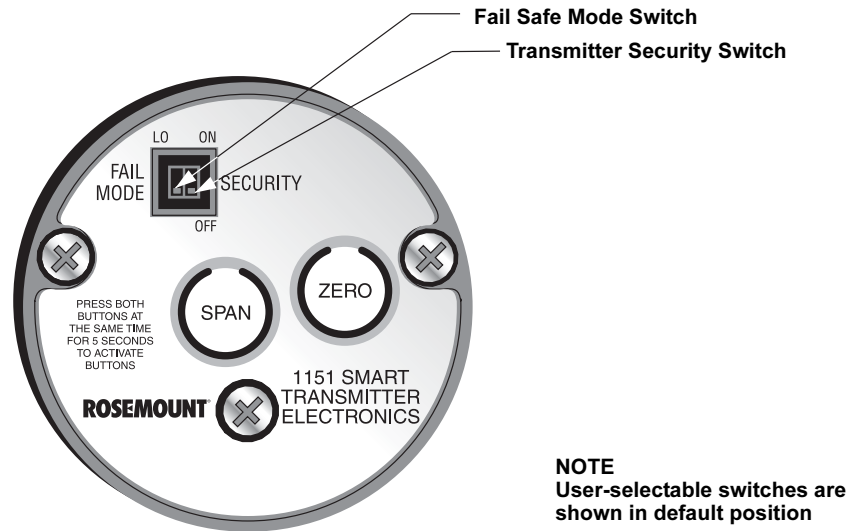 Fail Safe Mode Switch
Transmitter Security Switch
LO ON
FAIL
MODE
SECURITY
OFF
SPAN
ZERO
PRESS BOTH
BUTTONS AT
THE SAME TIME
FOR 5 SECONDS
TO ACTIVATE
BUTTONS
ROSEMOUNT
1151 SMART
TRANSMITTER
ELECTRONICS
NOTE
User-selectable switches are
shown in default position